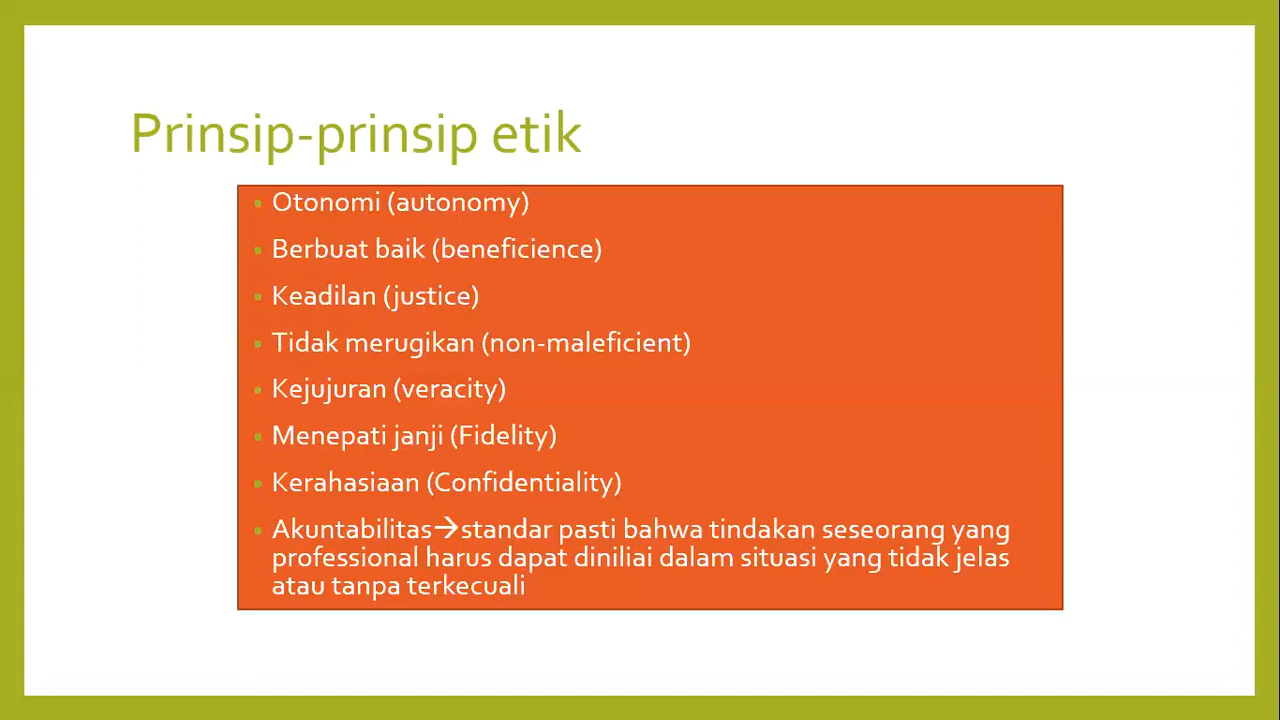 Prinsip-prinsip etik
Otonomi (autonomy)
Berbuat baik (beneficience)
Keadilan (justice)
Tidak merugikan (non-maleficient)
Kejujuran (veracity)
Menepati janji (Fidelity)
Kerahasiaan (Confidentiality)
Akuntabilitas→standar pasti bahwa tindakan seseorang yang
professional harus dapat diniliai dalam situasi yang tidak jelas
atau tanpa terkecuali